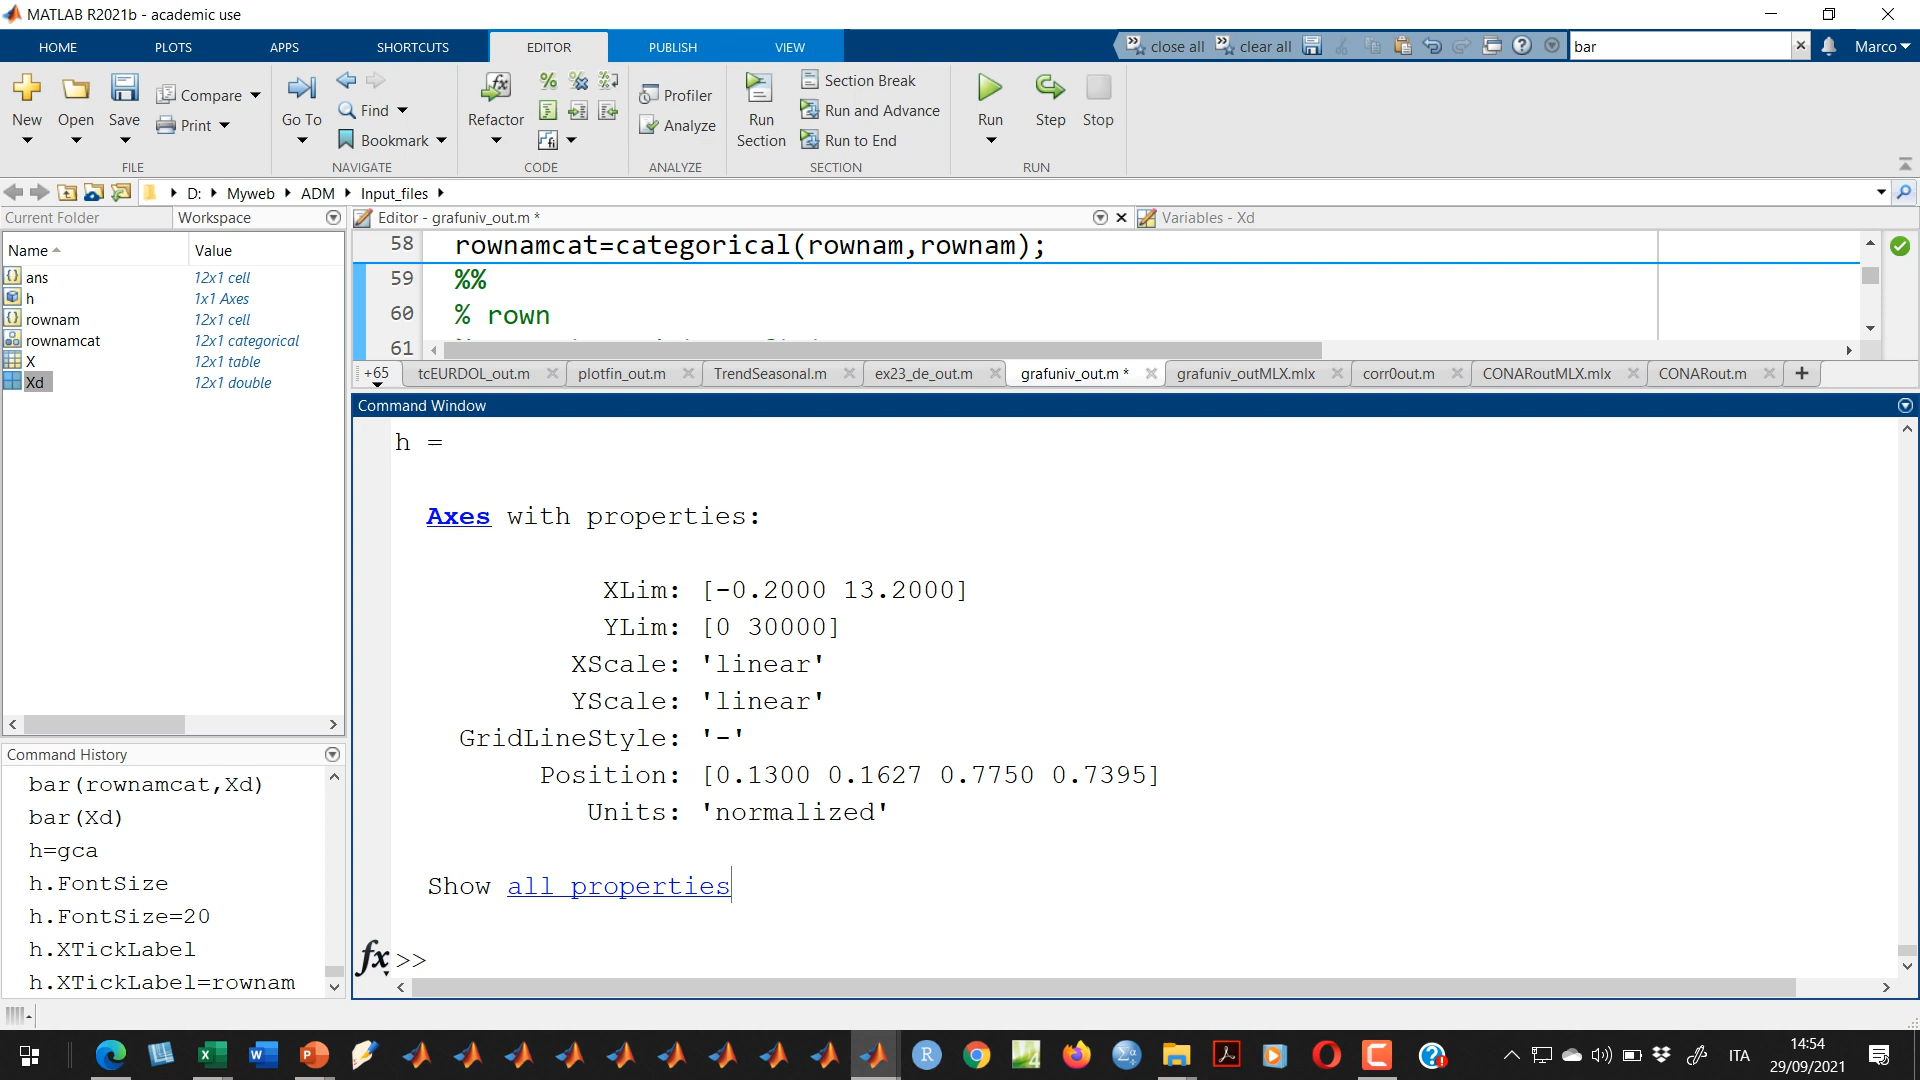 MATLAB R2021b - academic use
HOME PLOTS APPS SHORTCUTS EDITOR PUBLISH VIEW close all clear all bar Marco
New Open Save Compare Print Go To Find Bookmark Refactor Profiler Analyze Run Section Section Break Run and Advance Run to End Run Step Stop
FILE NAVIGATE CODE ANALYZE SECTION RUN
D: Myweb ADM Input_files
Current Folder Workspace Editor - grafuniv_out.m * Variables - Xd
Name Value
ans 12x1 cell
h 1x1 Axes
rownam 12x1 cell
rownamcat 12x1 categorical
X 12x1 table
Xd 12x1 double
58 rownamcat=categorical(rownam,rownam);
59 %%
60 % rown
61
+65 tcEURDOL_out.m plotfin_out.m TrendSeasonal.m ex23_de_out.m grafuniv_out.m * grafuniv_outMLX.mlx corr0out.m CONARoutMLX.mlx CONARout.m +
Command Window
h =
Axes with properties:
XLim: [-0.2000 13.2000]
YLim: [0 30000]
XScale: 'linear'
YScale: 'linear'
GridLineStyle: '-'
Position: [0.1300 0.1627 0.7750 0.7395]
Units: 'normalized'
Show all properties
fx >>
Command History
bar(rownamcat,Xd)
bar(Xd)
h=gca
h.FontSize
h.FontSize=20
h.XTickLabel
h.XTickLabel=rownam
ITA
14:54
29/09/2021